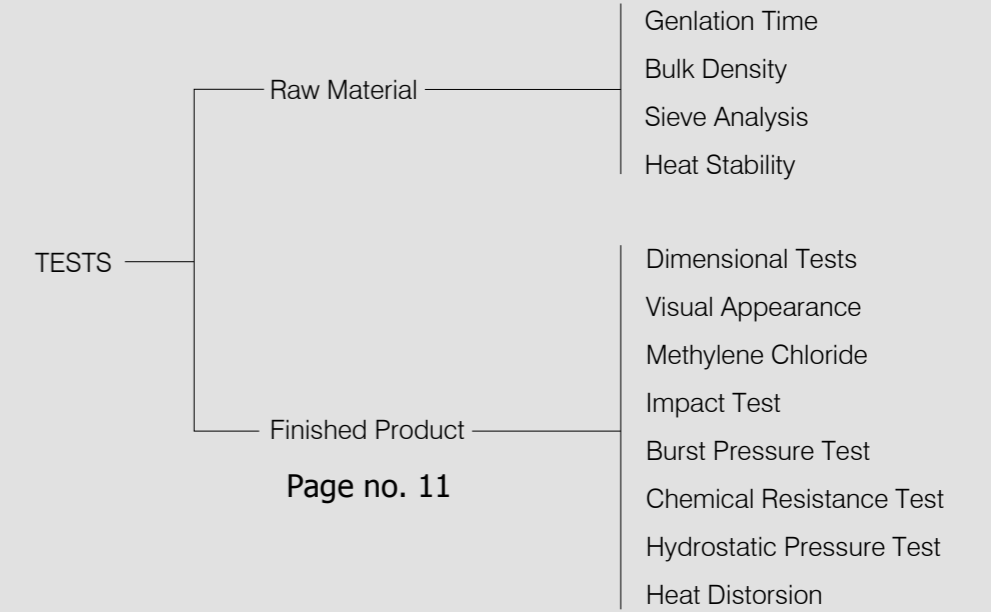 TESTS
Raw Material
Genlation Time
Bulk Density
Sieve Analysis
Heat Stability
Finished Product
Page no. 11
Dimensional Tests
Visual Appearance
Methylene Chloride
Impact Test
Burst Pressure Test
Chemical Resistance Test
Hydrostatic Pressure Test
Heat Distorsion